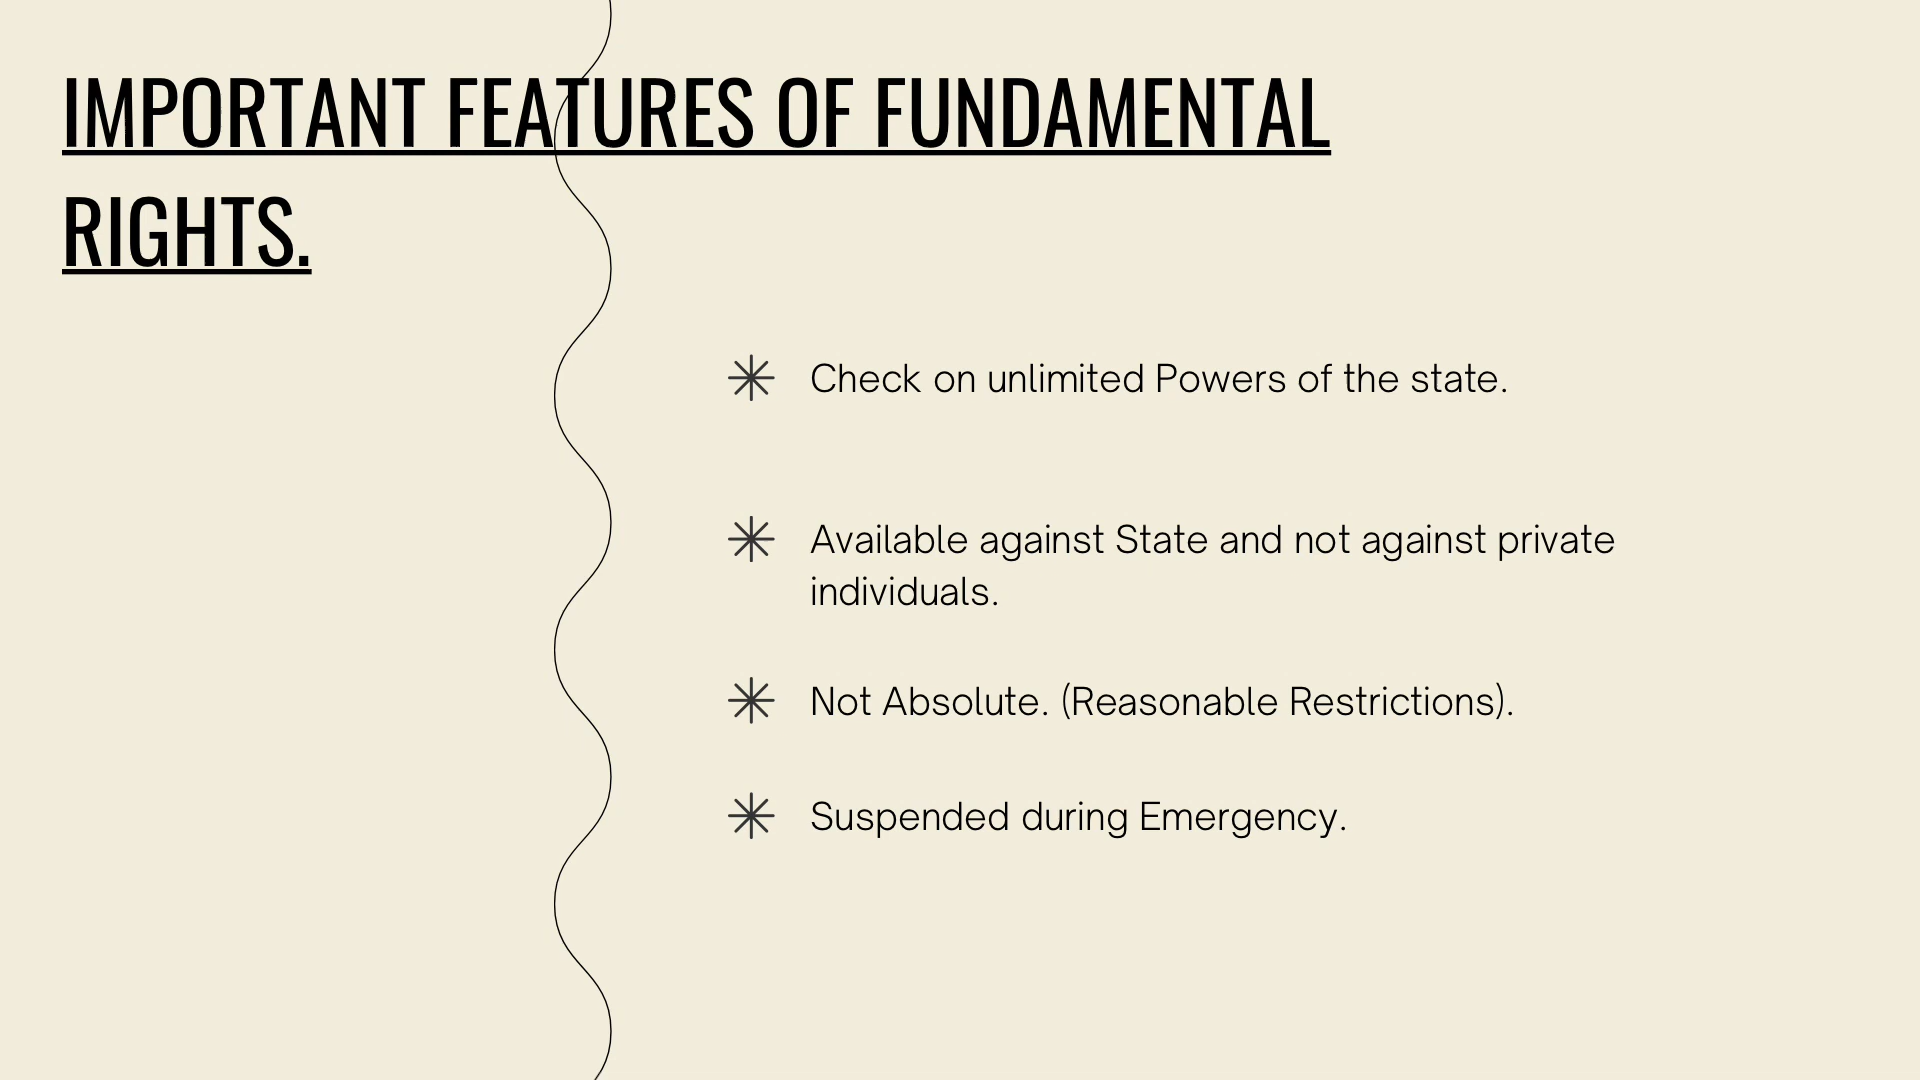 IMPORTANT FEATURES OF FUNDAMENTAL
RIGHTS.
Check on unlimited Powers of the state.
Available against State and not against private
individuals.
Not Absolute. (Reasonable Restrictions).
Suspended during Emergency.